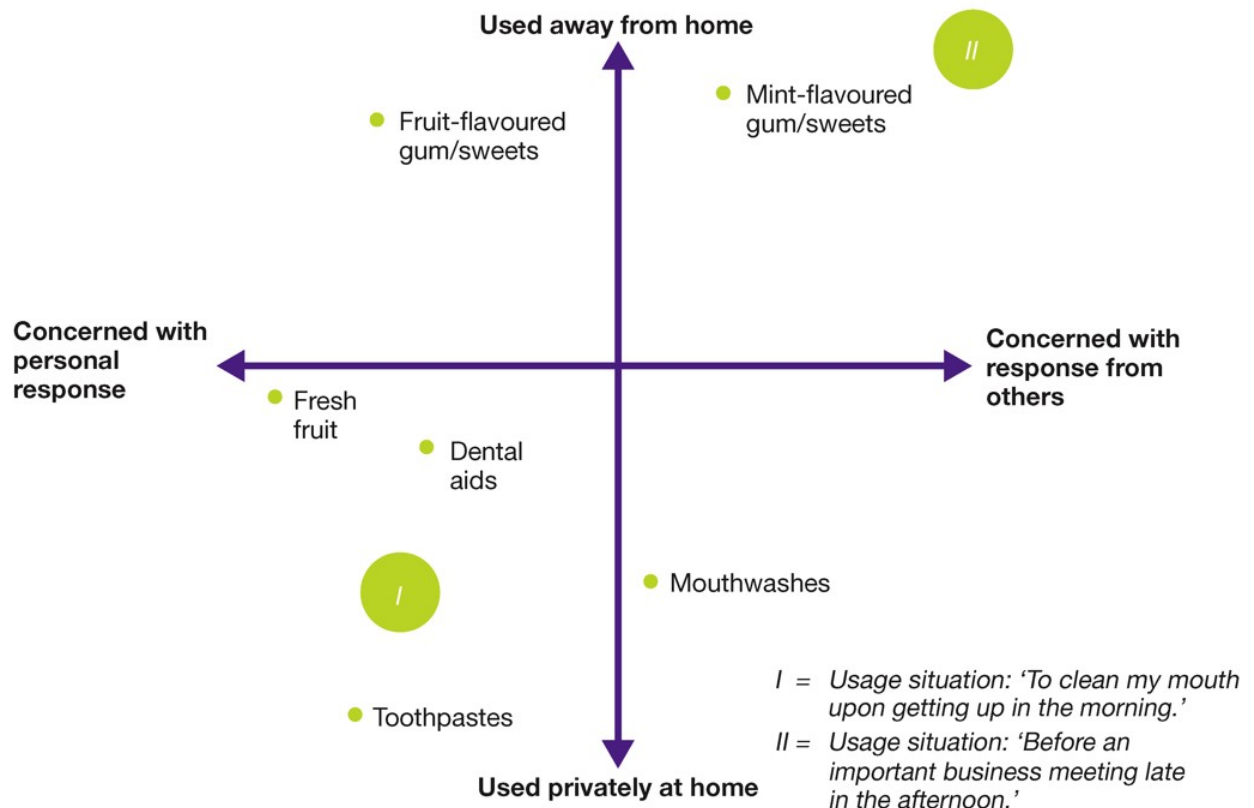 Used away from home
II
Mint-flavoured
gum/sweets
Fruit-flavoured
gum/sweets
Concerned with
personal
response
Concerned with
response from
others
Fresh
fruit
Dental
aids
I
Mouthwashes
Toothpastes
I = Usage situation: ‘To clean my mouth
upon getting up in the morning.’
II = Usage situation: ‘Before an
important business meeting late
in the afternoon.’
Used privately at home